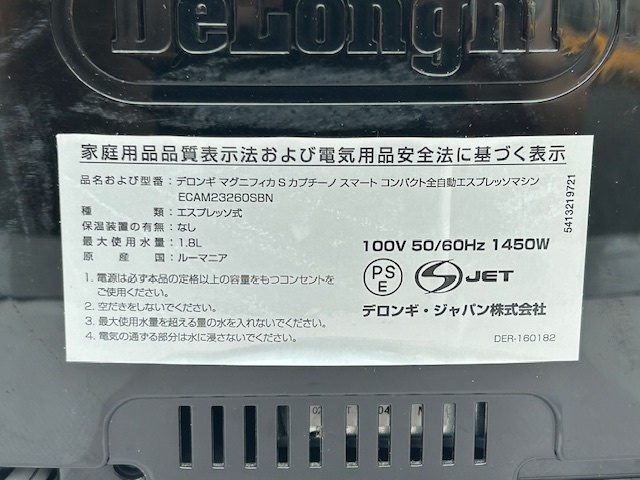 DeLonghi
家庭用品品質表示法および電気用品安全法に基づく表示
品名および型番：デロンギ マグニフィカ S カプチーノ スマート コンパクト全自動エスプレッソマシン
ECAM23260SBN
種類：エスプレッソ式
保温装置の有無：なし
最大使用水量：1.8L
原産国：ルーマニア
1. 電源は必ず本品の定格以上の容量をもつコンセントを
ご使用ください。
2. 空だきをしないでください。
3. 最大使用水量を超える量の水を入れないでください。
4. 電気の通ずる部分は水に浸さないでください。
100V 50/60Hz 1450W
PS
E
S JET
デロンギ・ジャパン株式会社
DER-160182
5413219721